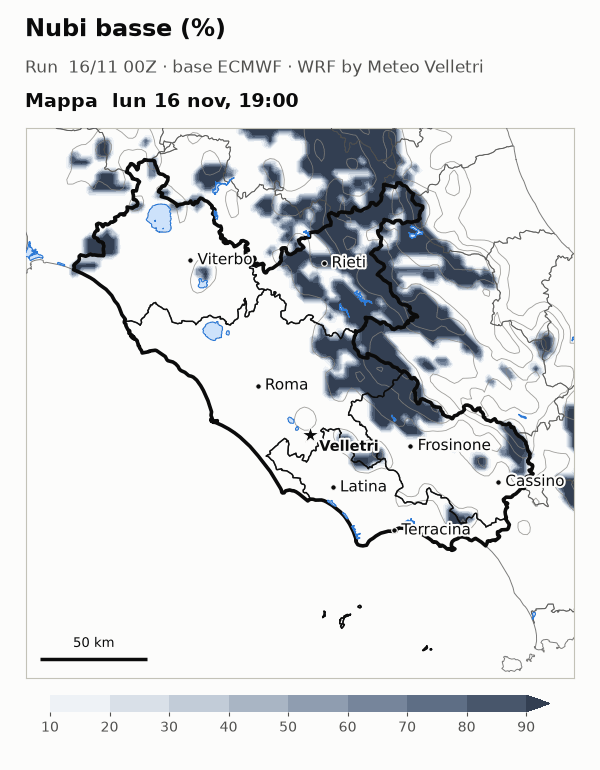 Nubi basse (%)
Run  16/11 00Z · base ECMWF · WRF by Meteo Velletri
Mappa  lun 16 nov, 19:00
Viterbo
Rieti
Roma
Velletri
Frosinone
Latina
Cassino
Terracina
50 km
10 20 30 40 50 60 70 80 90